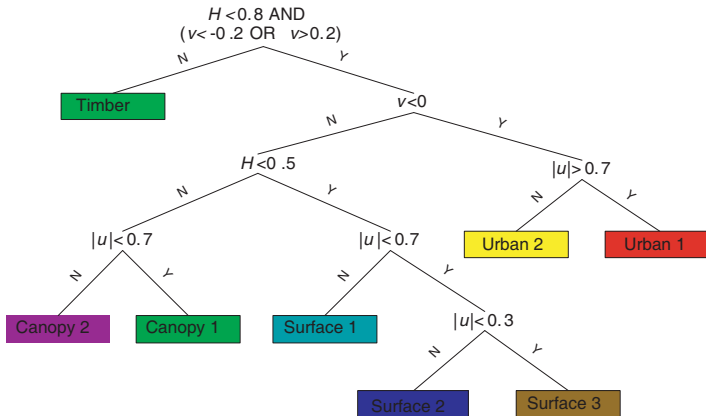 H<0.8 AND
(v<-0.2 OR v>0.2)
N
Y
Timber
v<0
N
Y
H<0.5
|u|>0.7
N
Y
N
Y
|u|<0.7
|u|<0.7
Urban 2
Urban 1
N
Y
N
Y
Canopy 2
Canopy 1
Surface 1
|u|<0.3
N
Y
Surface 2
Surface 3